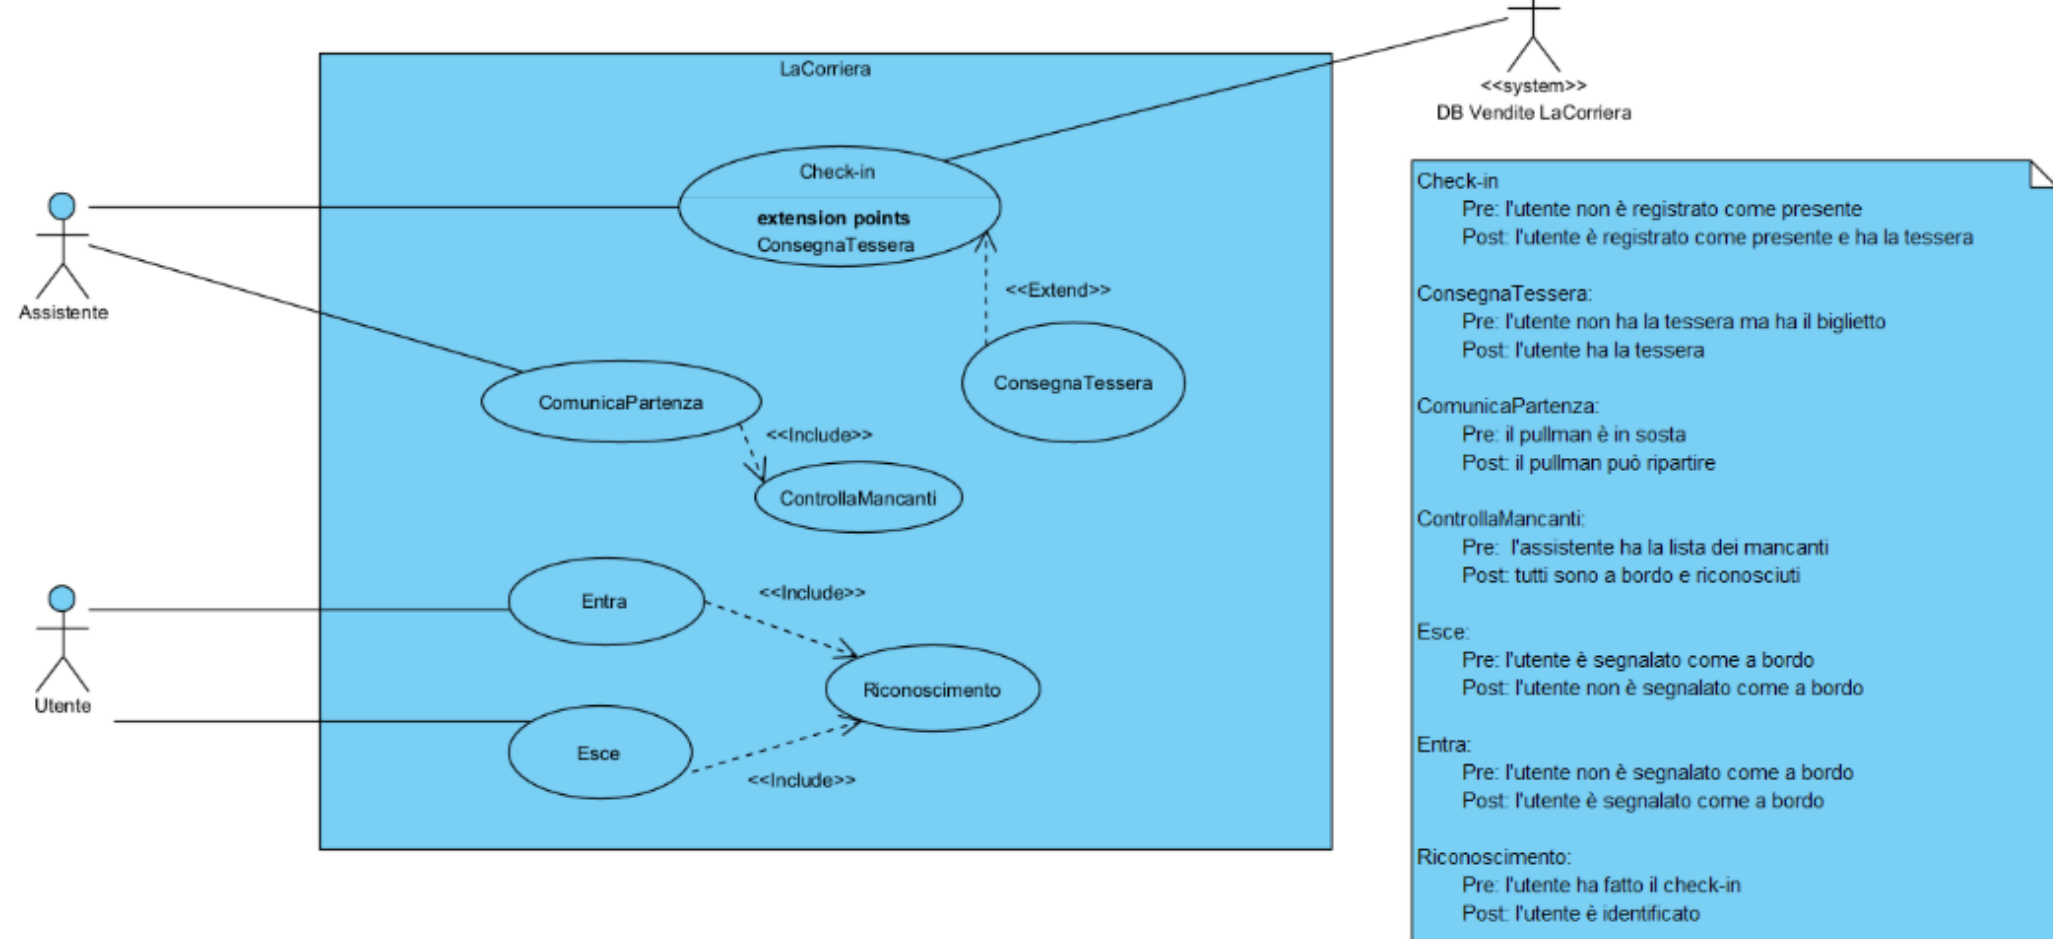 LaCorriera
<<system>>
DB Vendite LaCorriera
Check-in
extension points
ConsegnaTessera
<<Extend>>
Assistente
ConsegnaTessera
ComunicaPartenza
<<Include>>
ControllaMancanti
Entra
<<Include>>
Riconoscimento
Utente
Esce
<<Include>>
Check-in
Pre: l'utente non è registrato come presente
Post: l'utente è registrato come presente e ha la tessera
ConsegnaTessera:
Pre: l'utente non ha la tessera ma ha il biglietto
Post: l'utente ha la tessera
ComunicaPartenza:
Pre: il pullman è in sosta
Post: il pullman può ripartire
ControllaMancanti:
Pre: l'assistente ha la lista dei mancanti
Post: tutti sono a bordo e riconosciuti
Esce:
Pre: l'utente è segnalato come a bordo
Post: l'utente non è segnalato come a bordo
Entra:
Pre: l'utente non è segnalato come a bordo
Post: l'utente è segnalato come a bordo
Riconoscimento:
Pre: l'utente ha fatto il check-in
Post: l'utente è identificato